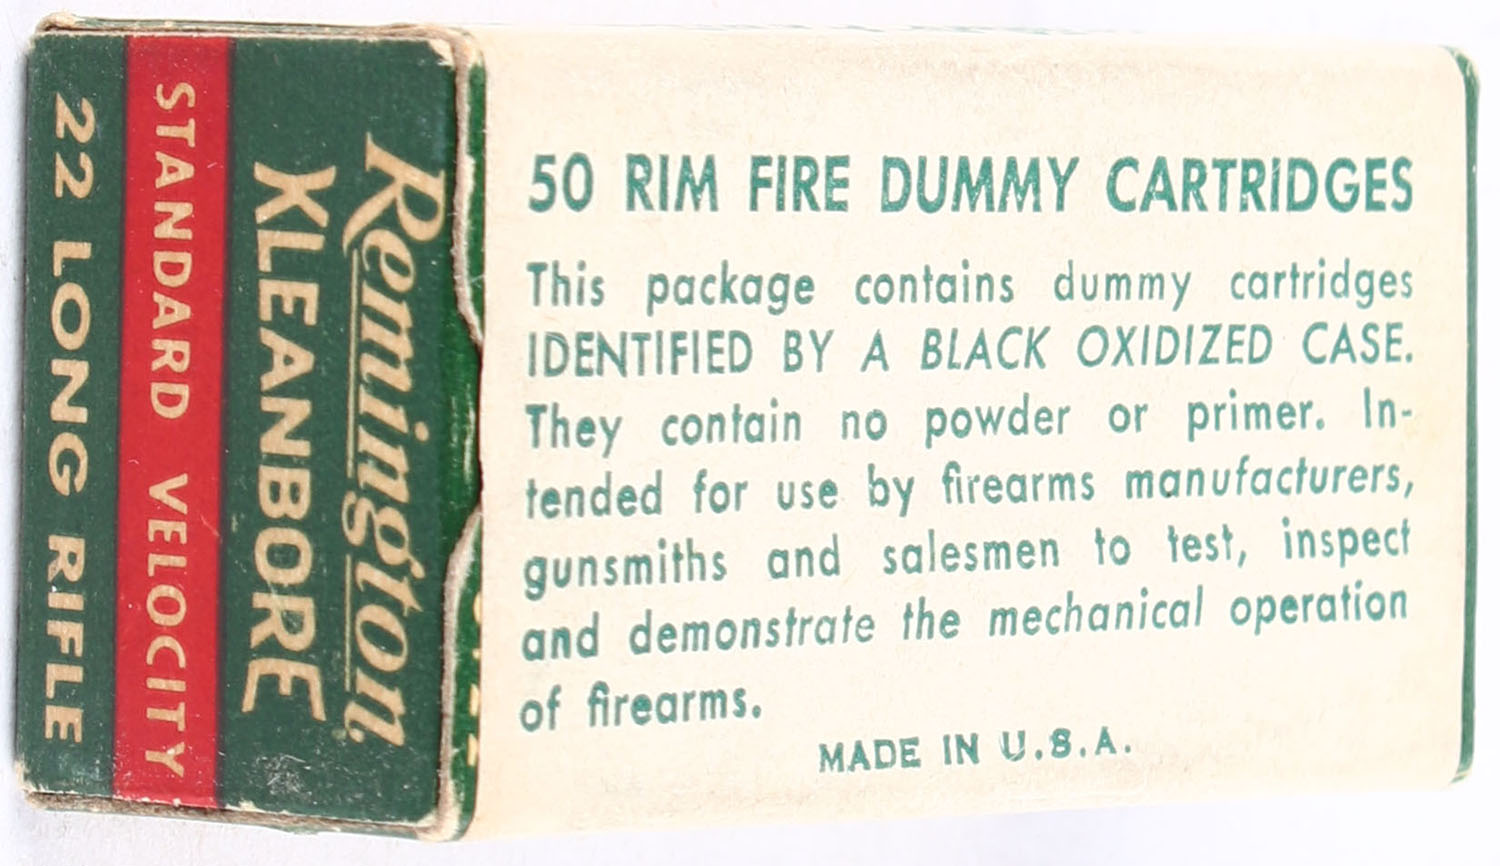 Remington
KLEANBORE
STANDARD VELOCITY
22 LONG RIFLE
50 RIM FIRE DUMMY CARTRIDGES
This package contains dummy cartridges
IDENTIFIED BY A BLACK OXIDIZED CASE.
They contain no powder or primer. In-
tended for use by firearms manufacturers,
gunsmiths and salesmen to test, inspect
and demonstrate the mechanical operation
of firearms.
MADE IN U.S.A.